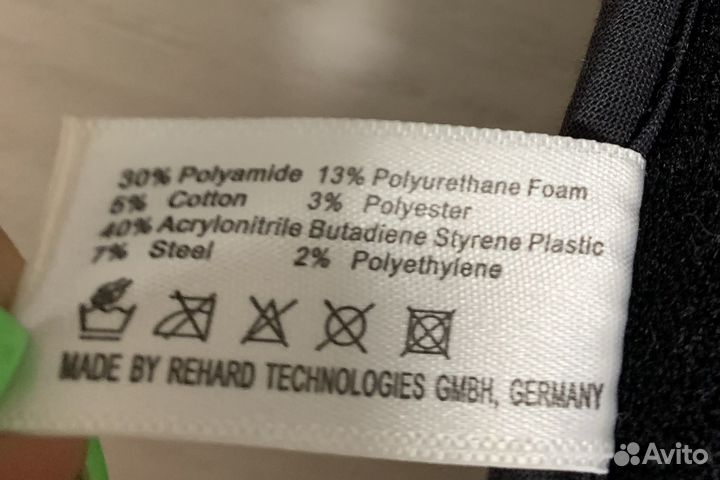 30% Polyamide 13% Polyurethane Foam
5% Cotton 3% Polyester
40% Acrylonitrile Butadiene Styrene Plastic
7% Steel 2% Polyethylene
MADE BY REHARD TECHNOLOGIES GMBH, GERMANY
Avito